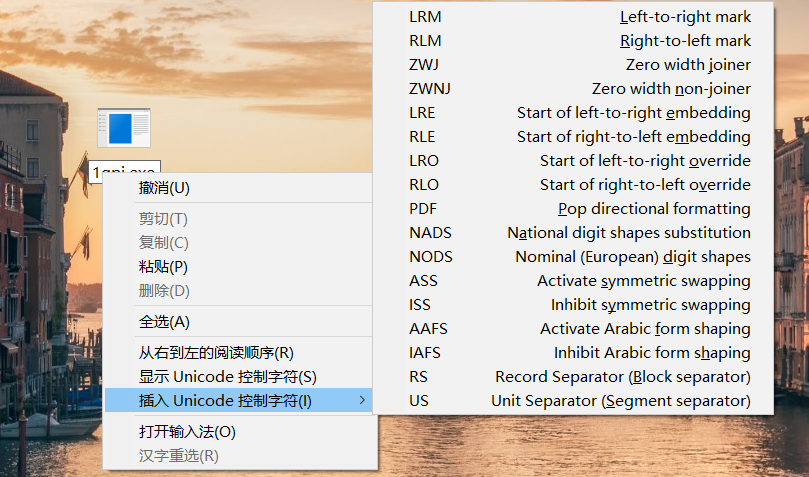 1gpj.exe
撤消(U)
剪切(T)
复制(C)
粘贴(P)
删除(D)
全选(A)
从右到左的阅读顺序(R)
显示 Unicode 控制字符(S)
插入 Unicode 控制字符(I)
打开输入法(O)
汉字重选(R)
LRM Left-to-right mark
RLM Right-to-left mark
ZWJ Zero width joiner
ZWNJ Zero width non-joiner
LRE Start of left-to-right embedding
RLE Start of right-to-left embedding
LRO Start of left-to-right override
RLO Start of right-to-left override
PDF Pop directional formatting
NADS National digit shapes substitution
NODS Nominal (European) digit shapes
ASS Activate symmetric swapping
ISS Inhibit symmetric swapping
AAFS Activate Arabic form shaping
IAFS Inhibit Arabic form shaping
RS Record Separator (Block separator)
US Unit Separator (Segment separator)